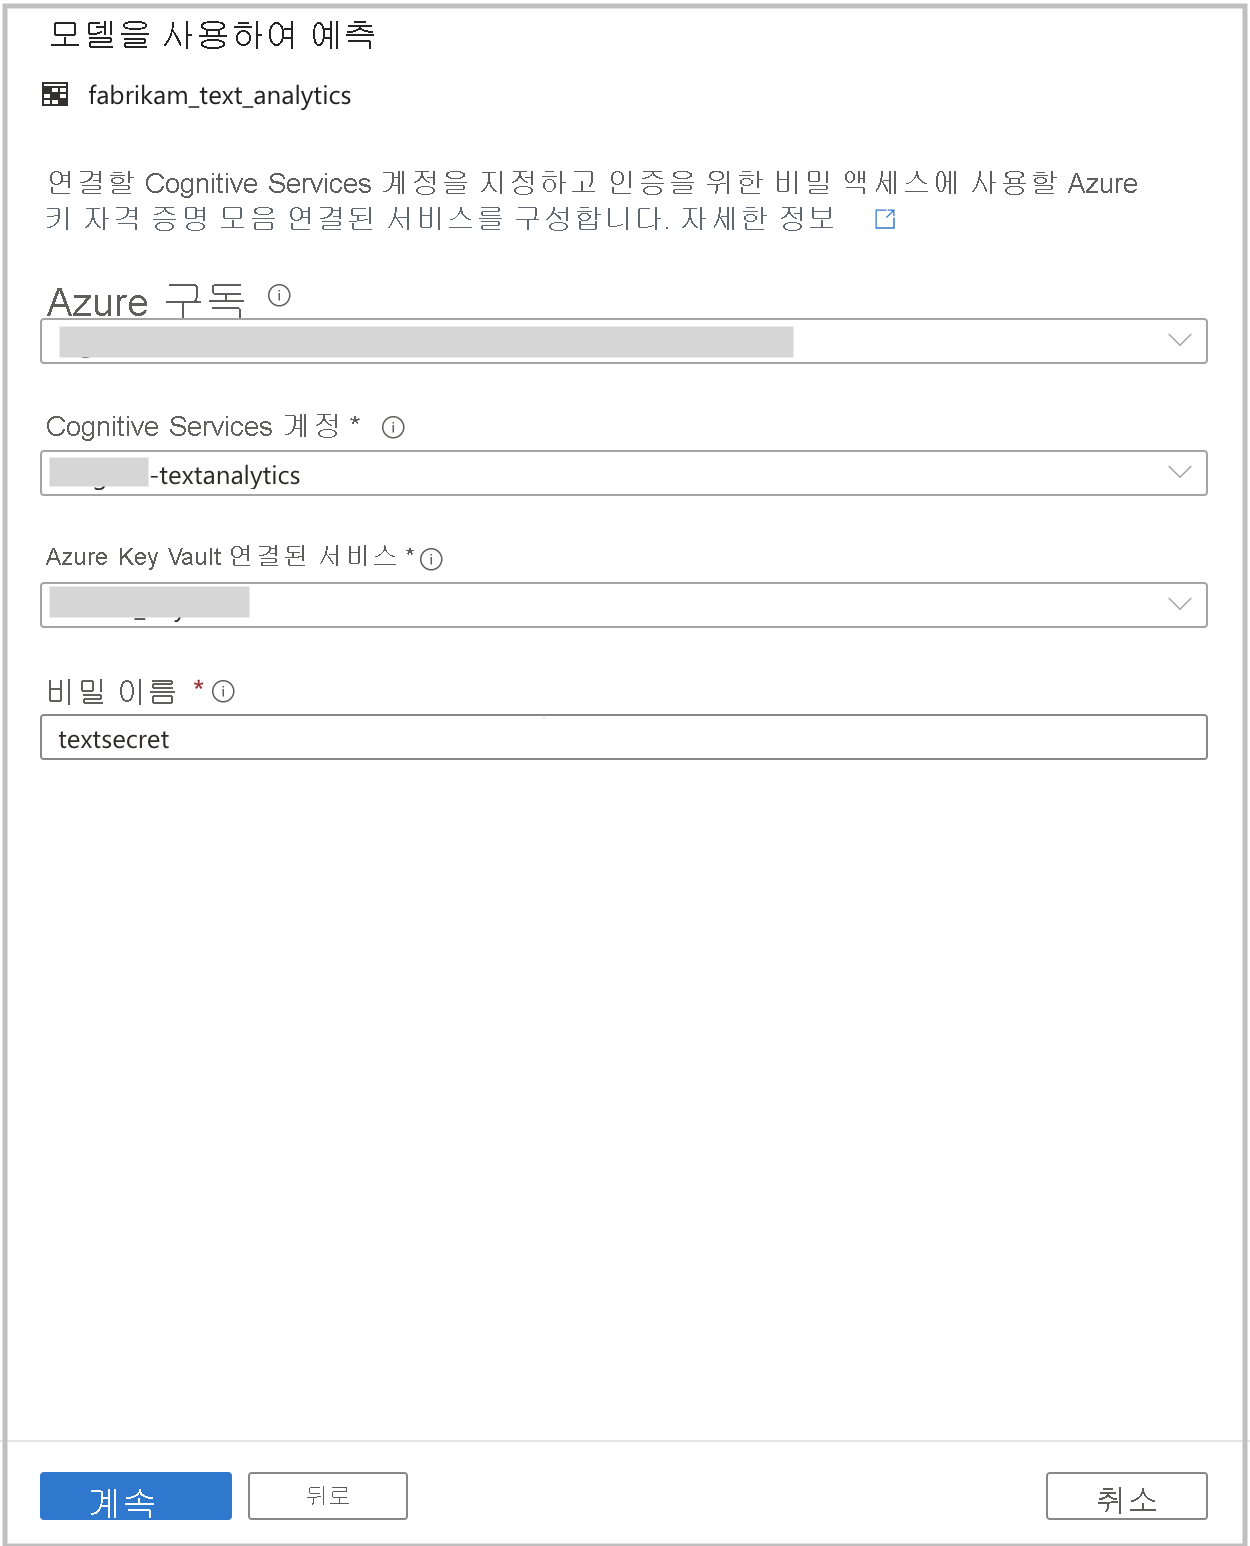 모델을 사용하여 예측
fabrikam_text_analytics
연결할 Cognitive Services 계정을 지정하고 인증을 위한 비밀 액세스에 사용할 Azure
키 자격 증명 모음 연결된 서비스를 구성합니다. 자세한 정보
Azure 구독
Cognitive Services 계정 *
-textanalytics
Azure Key Vault 연결된 서비스 *
비밀 이름 *
textsecret
계속 뒤로 취소